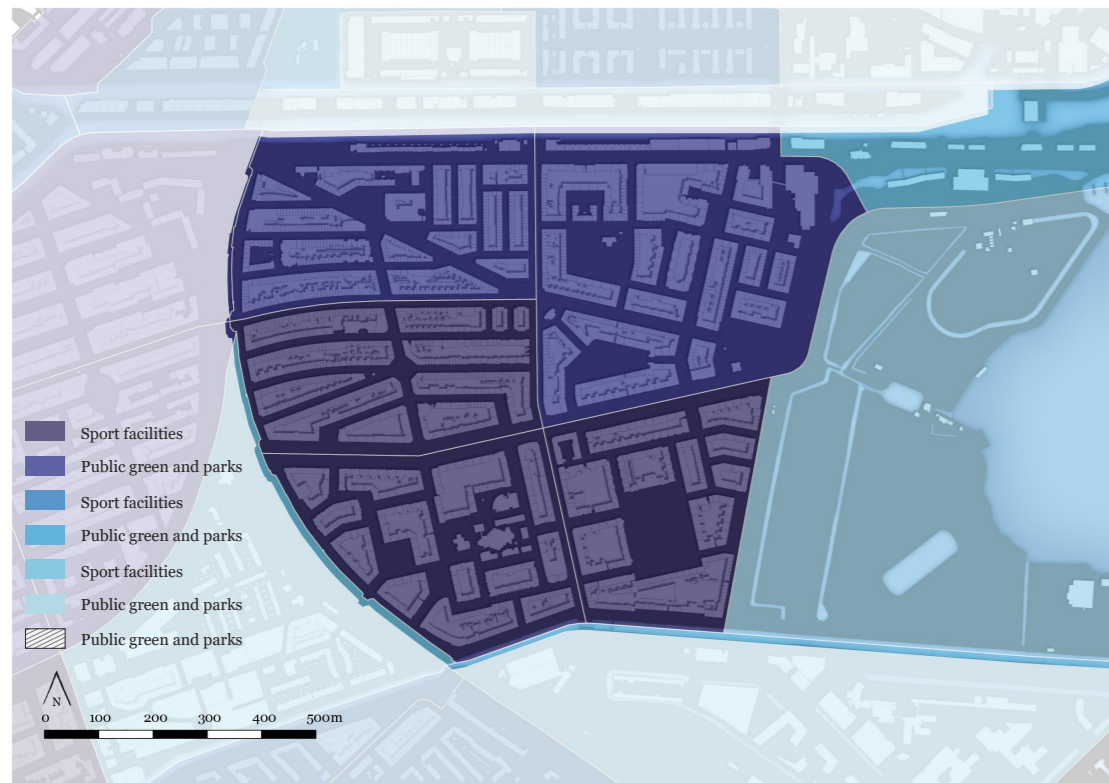 Sport facilities
Public green and parks
Sport facilities
Public green and parks
Sport facilities
Public green and parks
Public green and parks
N
0 100 200 300 400 500m